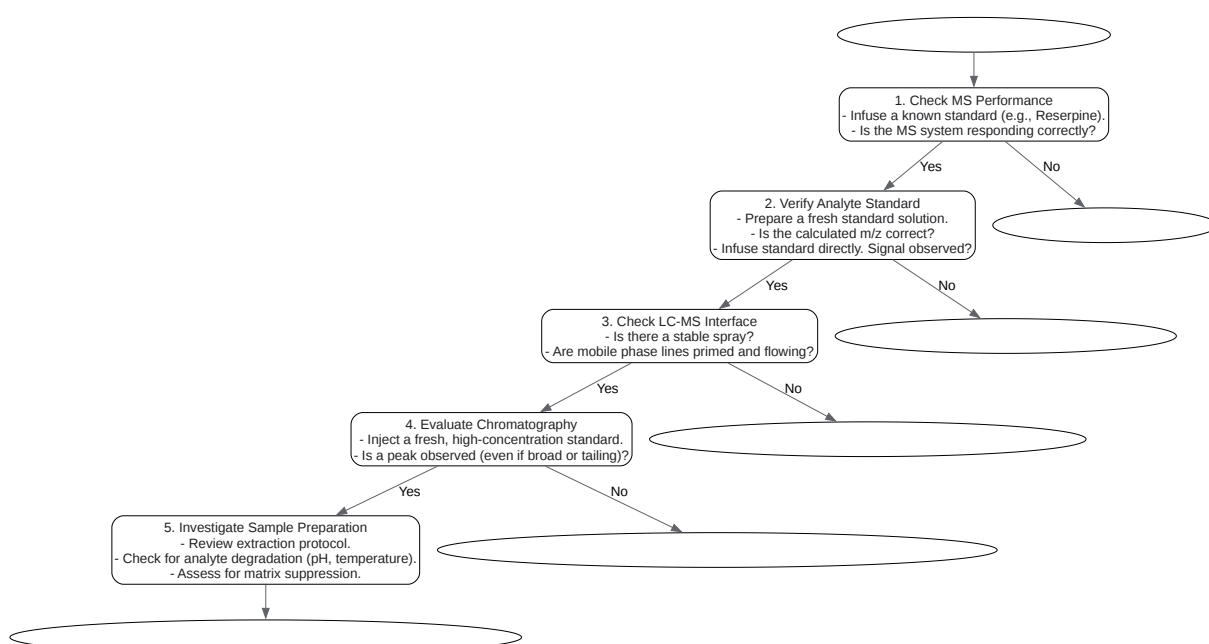 1. Check MS Performance
- Infuse a known standard (e.g., Reserpine).
- Is the MS system responding correctly?
Yes
No
2. Verify Analyte Standard
- Prepare a fresh standard solution.
- Is the calculated m/z correct?
- Infuse standard directly. Signal observed?
Yes
No
3. Check LC-MS Interface
- Is there a stable spray?
- Are mobile phase lines primed and flowing?
Yes
No
4. Evaluate Chromatography
- Inject a fresh, high-concentration standard.
- Is a peak observed (even if broad or tailing)?
Yes
No
5. Investigate Sample Preparation
- Review extraction protocol.
- Check for analyte degradation (pH, temperature).
- Assess for matrix suppression.